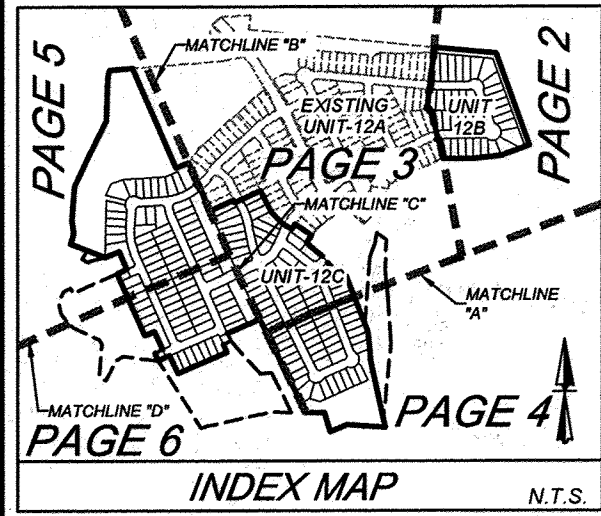 PAGE 5
MATCHLINE "B"
PAGE 2
EXISTING
UNIT-12A
UNIT
12B
PAGE 3
MATCHLINE "C"
UNIT-12C
MATCHLINE
"A"
MATCHLINE "D"
PAGE 4
PAGE 6
INDEX MAP
N.T.S.